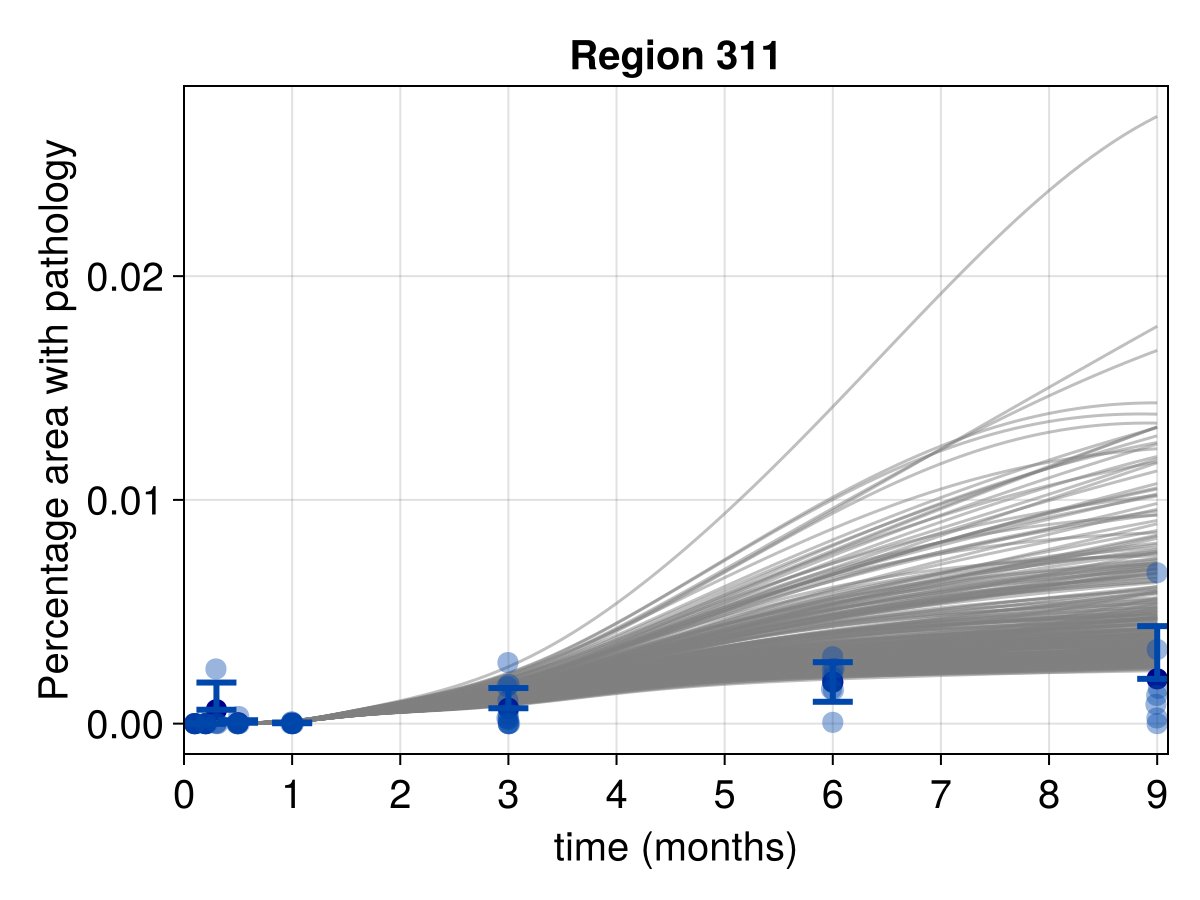 Region 311
Percentage area with pathology
0.02
0.01
0.00
0 1 2 3 4 5 6 7 8 9
time (months)